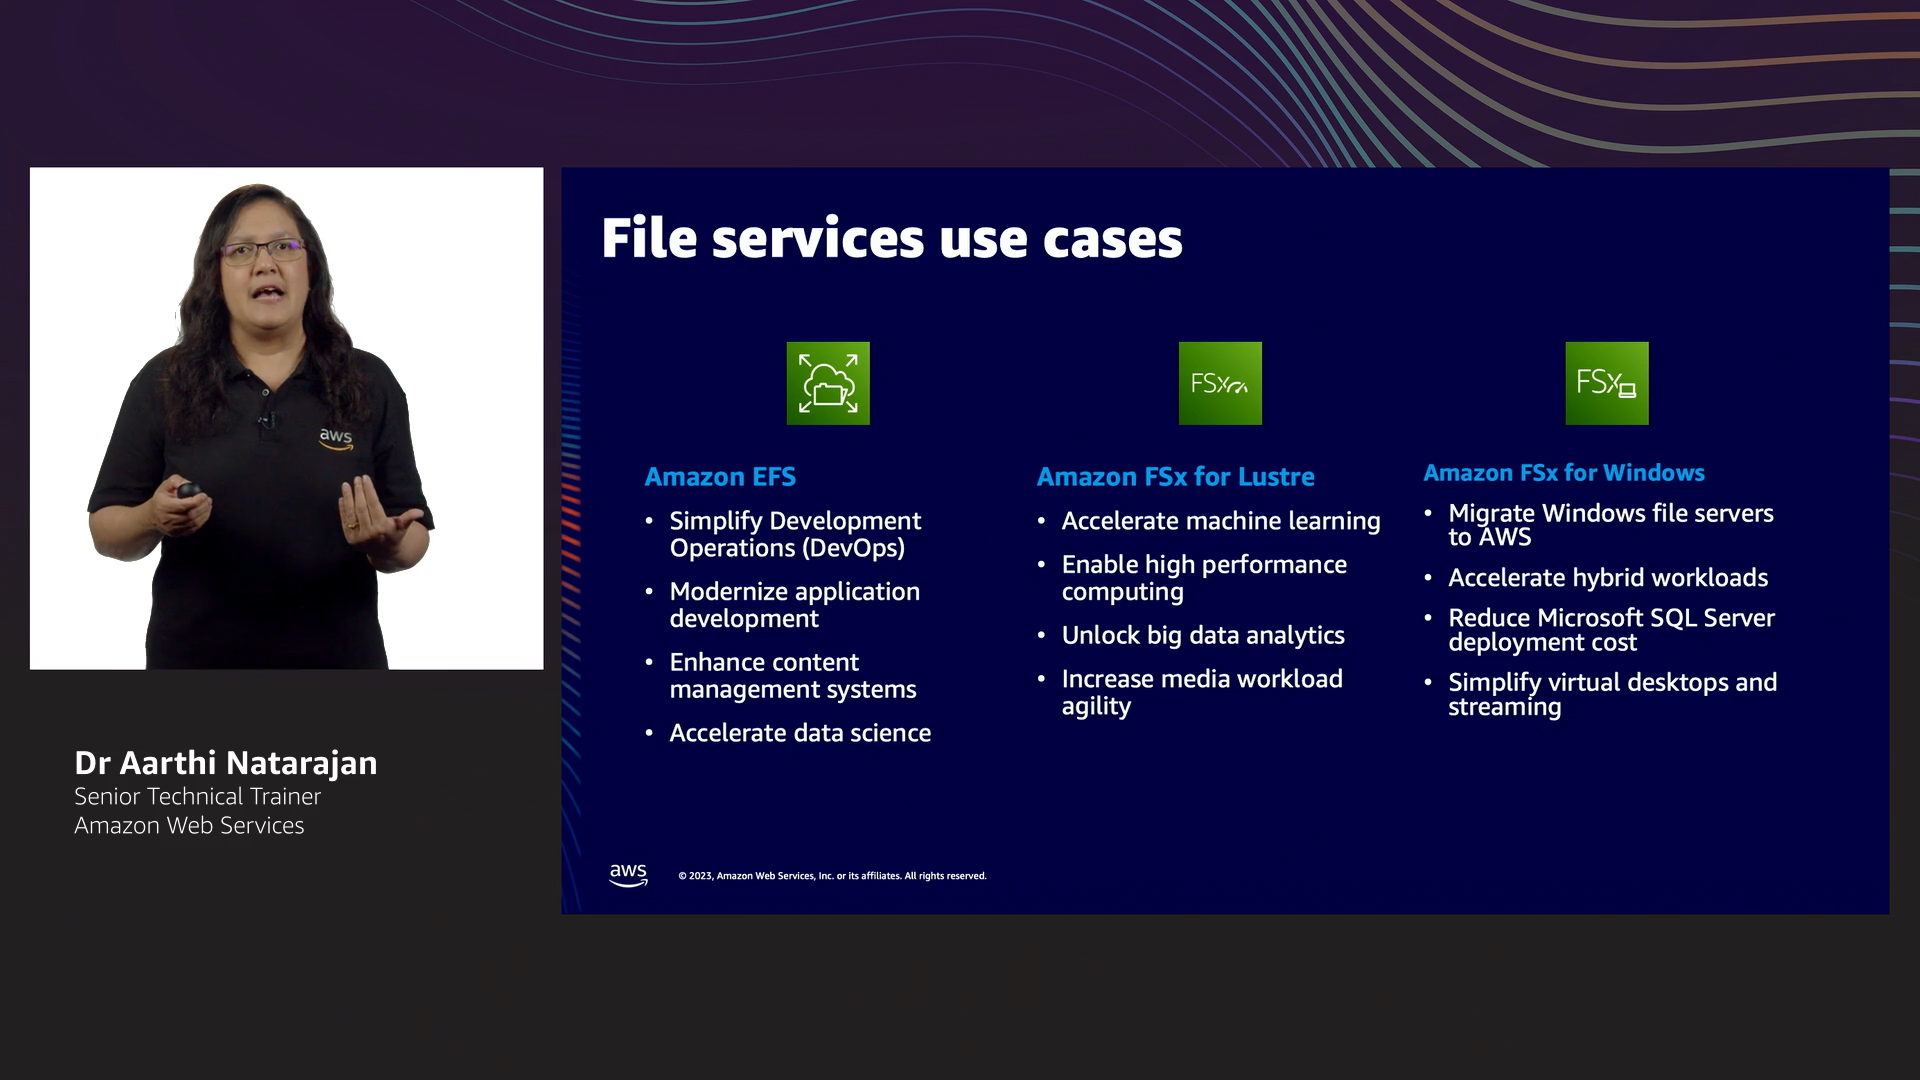 aws
Dr Aarthi Natarajan
Senior Technical Trainer
Amazon Web Services
File services use cases
FSx
FSx
Amazon EFS
• Simplify Development
Operations (DevOps)
• Modernize application
development
• Enhance content
management systems
• Accelerate data science
Amazon FSx for Lustre
• Accelerate machine learning
• Enable high performance
computing
• Unlock big data analytics
• Increase media workload
agility
Amazon FSx for Windows
• Migrate Windows file servers
to AWS
• Accelerate hybrid workloads
• Reduce Microsoft SQL Server
deployment cost
• Simplify virtual desktops and
streaming
aws
© 2023, Amazon Web Services, Inc. or its affiliates. All rights reserved.